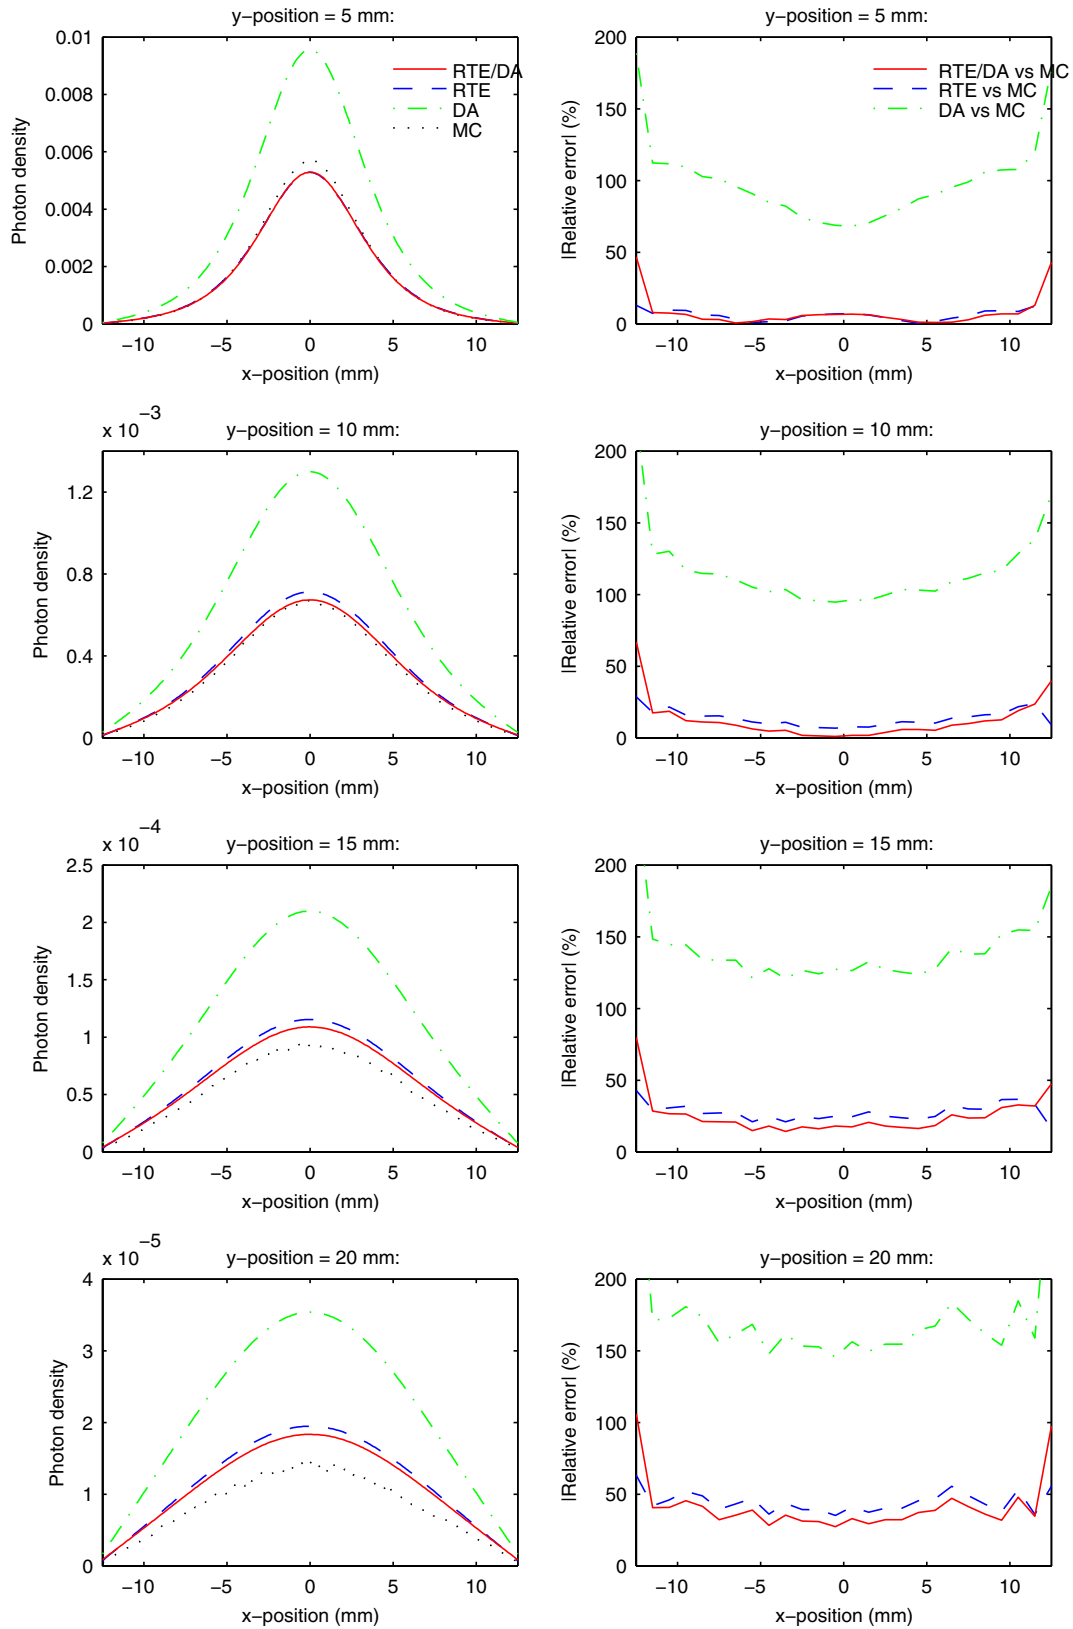 y-position = 5 mm:
0.01
0.008
0.006
0.004
0.002
0
Photon density
RTE/DA
RTE
DA
MC
-10 -5 0 5 10
x-position (mm)
y-position = 5 mm:
200
150
100
50
0
|Relative error| (%)
RTE/DA vs MC
RTE vs MC
DA vs MC
-10 -5 0 5 10
x-position (mm)
x 10^-3
y-position = 10 mm:
1.2
0.8
0.4
0
Photon density
-10 -5 0 5 10
x-position (mm)
y-position = 10 mm:
200
150
100
50
0
|Relative error| (%)
-10 -5 0 5 10
x-position (mm)
x 10^-4
y-position = 15 mm:
2.5
2
1.5
1
0.5
0
Photon density
-10 -5 0 5 10
x-position (mm)
y-position = 15 mm:
200
150
100
50
0
|Relative error| (%)
-10 -5 0 5 10
x-position (mm)
x 10^-5
y-position = 20 mm:
4
3
2
1
0
Photon density
-10 -5 0 5 10
x-position (mm)
y-position = 20 mm:
200
150
100
50
0
|Relative error| (%)
-10 -5 0 5 10
x-position (mm)